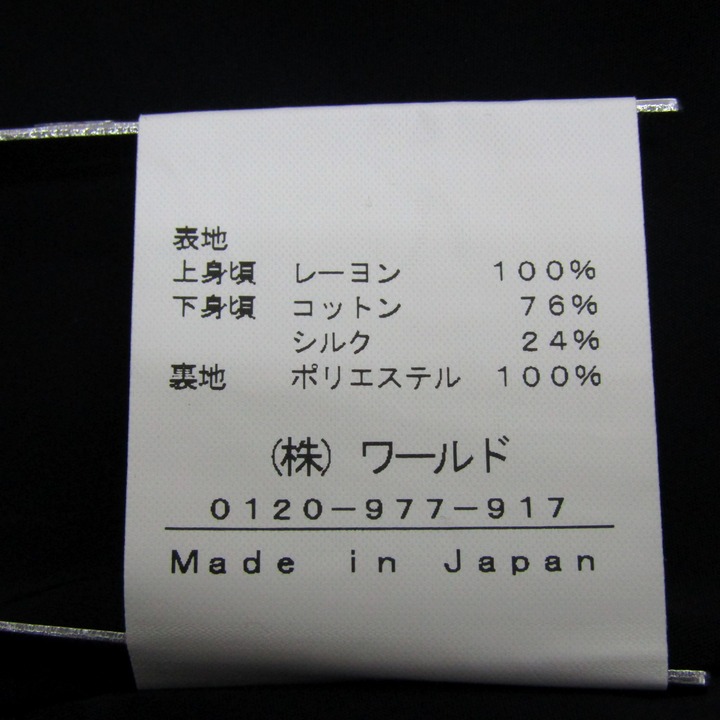 表地
上身頃 レーヨン 100%
下身頃 コットン 76%
シルク 24%
裏地 ポリエステル 100%
(株) ワールド
0120-977-917
Made in Japan